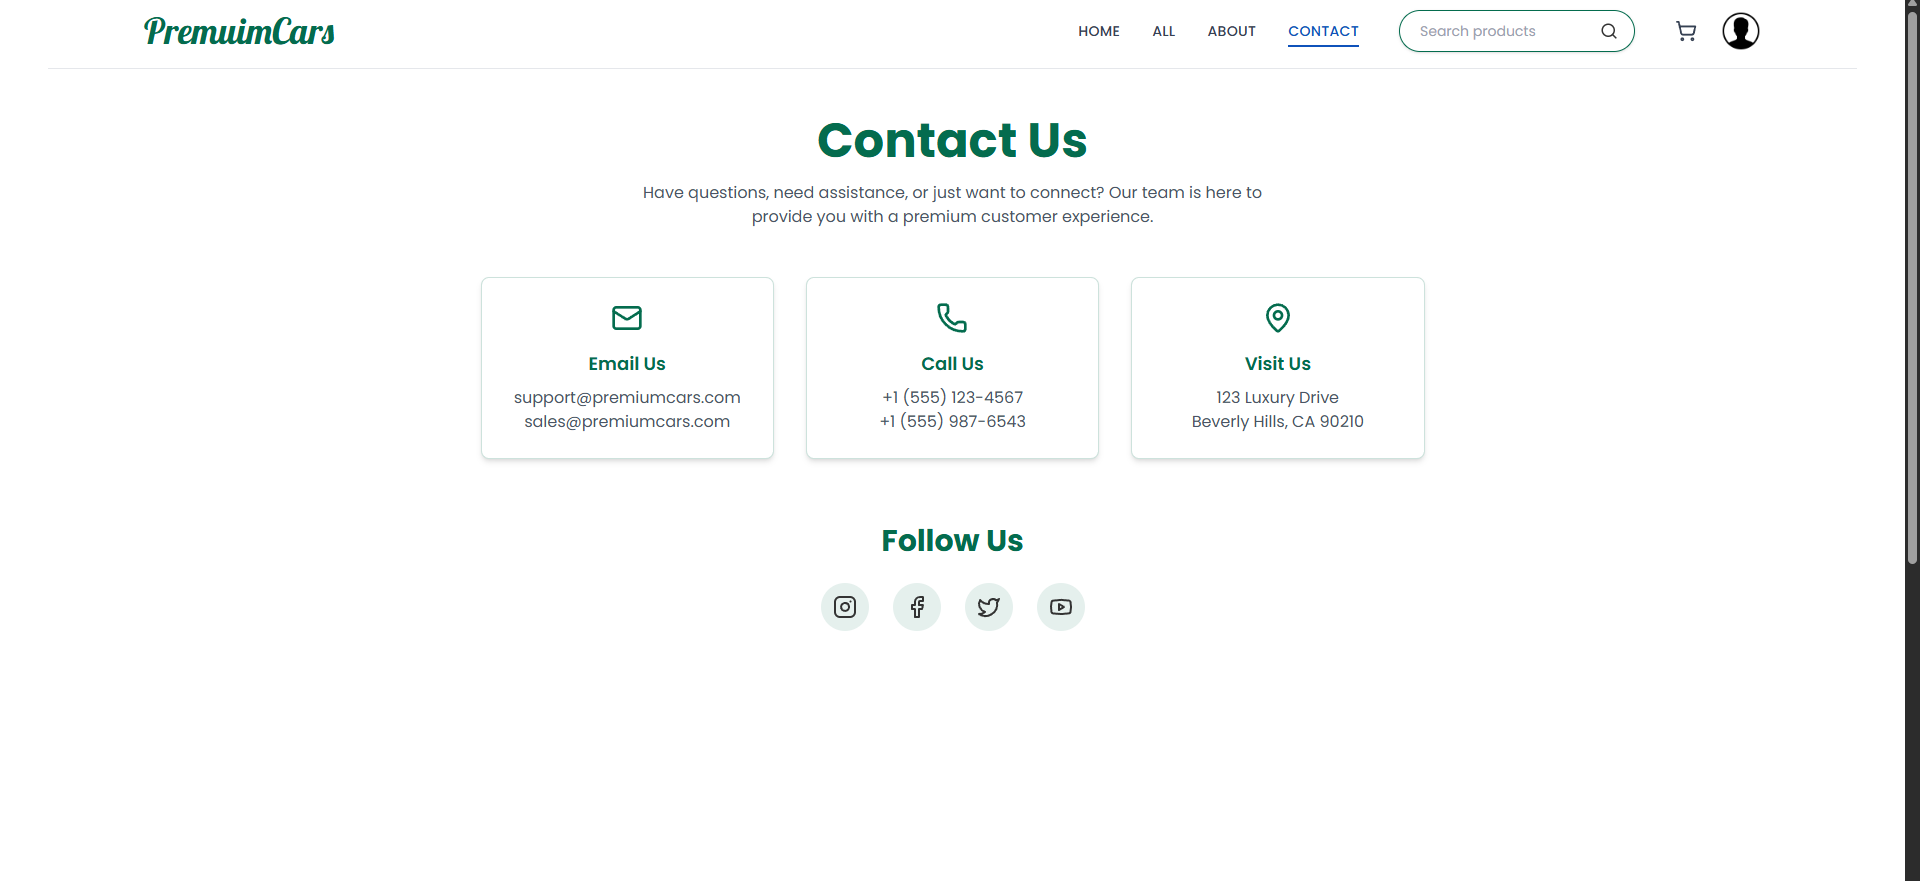 PremuimCars
HOME
ALL
ABOUT
CONTACT
Search products
Contact Us
Have questions, need assistance, or just want to connect? Our team is here to
provide you with a premium customer experience.
Email Us
support@premiumcars.com
sales@premiumcars.com
Call Us
+1 (555) 123-4567
+1 (555) 987-6543
Visit Us
123 Luxury Drive
Beverly Hills, CA 90210
Follow Us